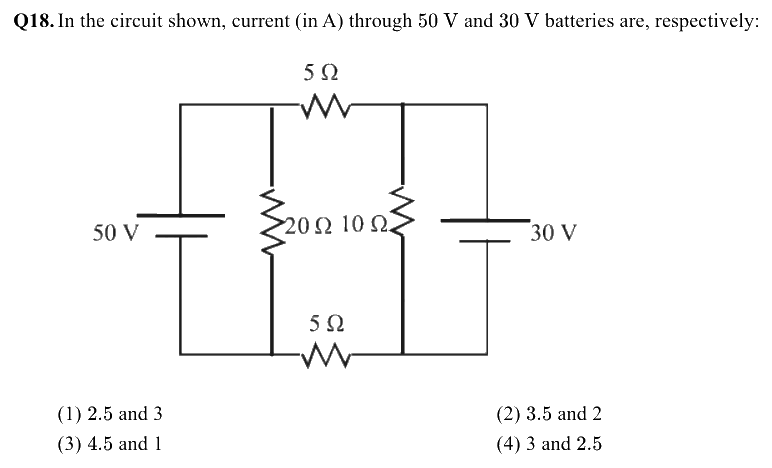 Q18. In the circuit shown, current (in A) through 50 V and 30 V batteries are, respectively:
5 Ω
50 V
20 Ω 10 Ω
30 V
5 Ω
(1) 2.5 and 3
(2) 3.5 and 2
(3) 4.5 and 1
(4) 3 and 2.5